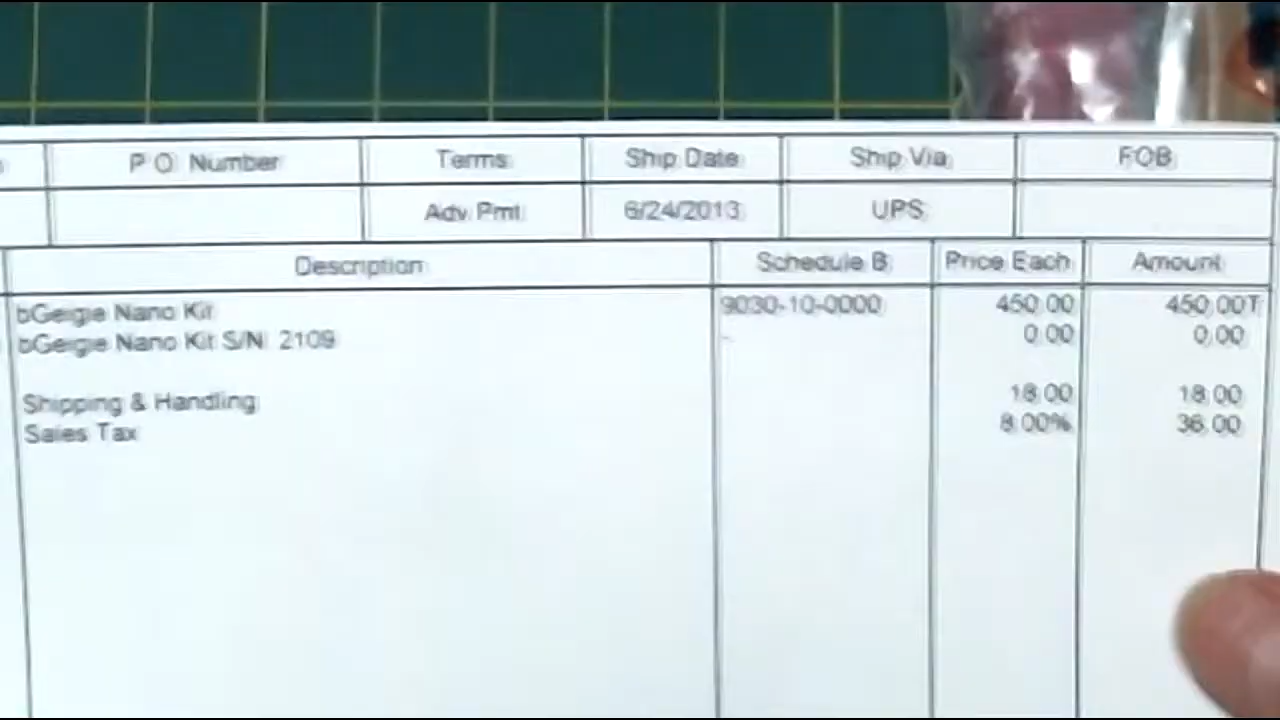 P.O. Number Terms Ship Date Ship Via FOB
Adv Pmt 6/24/2013 UPS
Description Schedule B Price Each Amount
bGeigie Nano Kit 9030-10-0000 450.00 450.00T
bGeigie Nano Kit S/N: 2109 0.00 0.00
Shipping & Handling 18.00 18.00
Sales Tax 8.00% 36.00